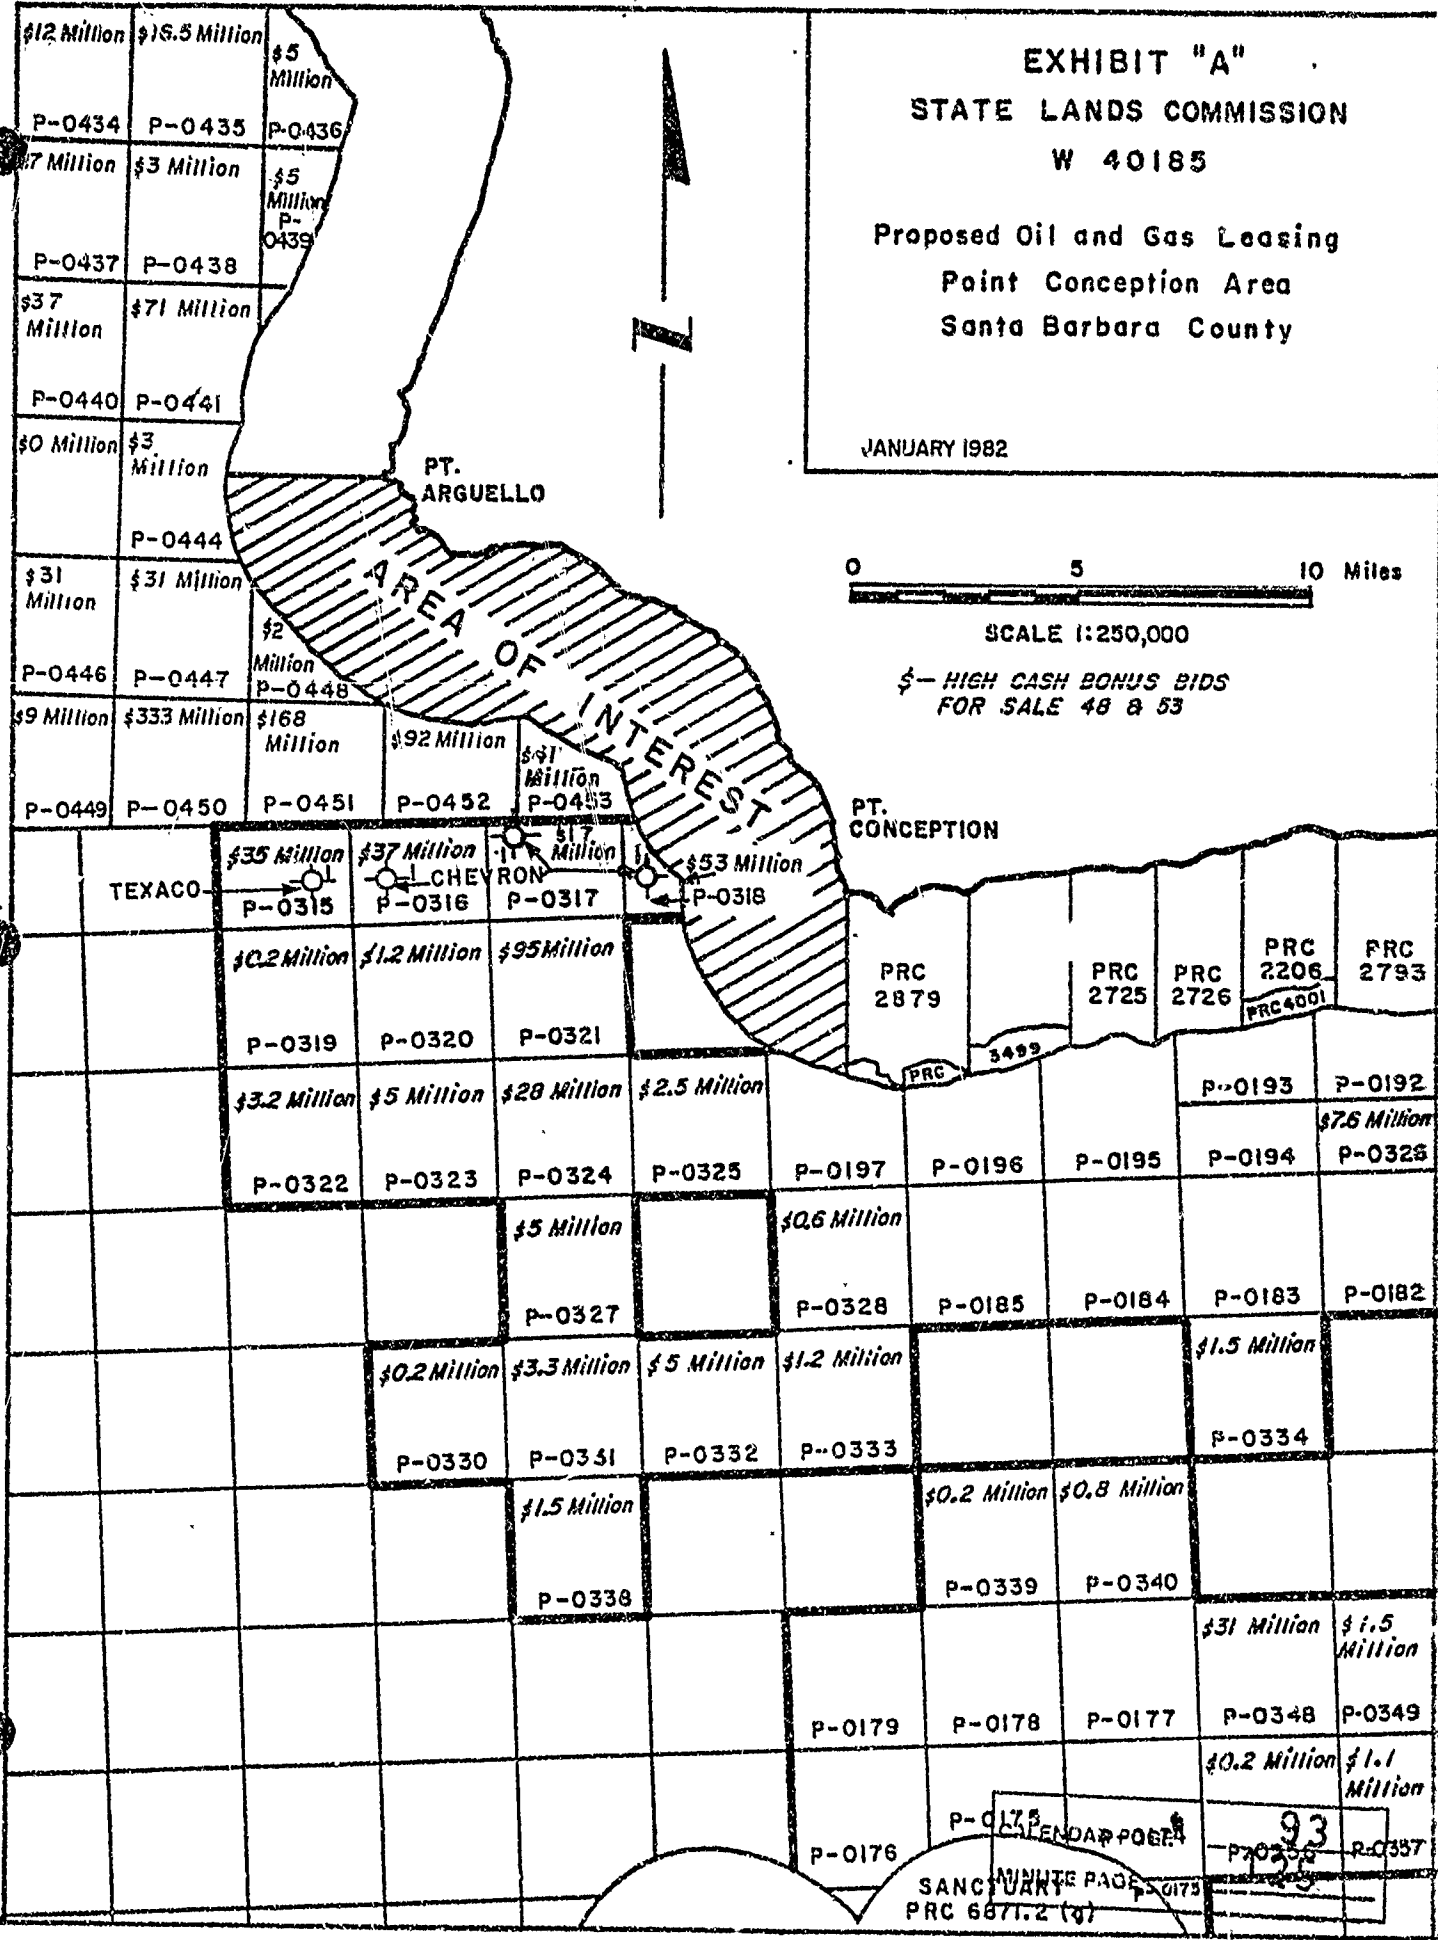 EXHIBIT "A"
STATE LANDS COMMISSION
W 40185
Proposed Oil and Gas Leasing
Point Conception Area
Santa Barbara County
JANUARY 1982
$12 Million
$16.5 Million
$5
Million
P-0434
P-0435
P-0436
$7 Million
$3 Million
$5
Million
P-
0439
P-0437
P-0438
$37
Million
$71 Million
P-0440
P-0441
$0 Million
$3
Million
P-0444
Z
PT.
ARGUELLO
0 5 10 Miles
SCALE 1:250,000
$— HIGH CASH BONUS BIDS
FOR SALE 48 & 53
AREA OF INTEREST
$31
Million
$31 Million
$2
Million
P-0446
P-0447
P-0448
$9 Million
$333 Million
$168
Million
$92 Million
Million
P-0449
P-0450
P-0451
P-0452
P-0453
PT.
CONCEPTION
$35 Million
$37 Million
$17
Million
$53 Million
TEXACO
CHEVRON
P-0315
P-0316
P-0317
P-0318
$0.2 Million
$1.2 Million
$95 Million
P-0319
P-0320
P-0321
PRC
2879
PRC
2725
PRC
2726
PRC
2206
PRC
2793
PRC 4001
PRC
3499
$3.2 Million
$5 Million
$28 Million
$2.5 Million
P-0193
P-0192
$7.6 Million
P-0322
P-0323
P-0324
P-0325
P-0197
P-0196
P-0195
P-0194
P-0326
$5 Million
$0.6 Million
P-0327
P-0328
P-0185
P-0184
P-0183
P-0182
$0.2 Million
$3.3 Million
$5 Million
$1.2 Million
$1.5 Million
P-0330
P-0331
P-0332
P-0333
P-0334
$1.5 Million
$0.2 Million
$0.8 Million
P-0338
P-0339
P-0340
$31 Million
$1.5
Million
P-0179
P-0178
P-0177
P-0348
P-0349
$0.2 Million
$1.1
Million
P-0176
P-0175
CALENDAR PAGE
93
P-0357
MINUTE PAGE
SANCTUARY
PRC 6871.2 (g)